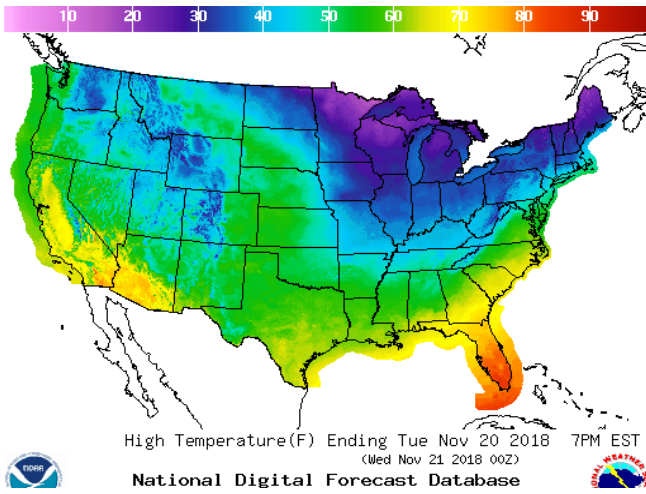 10 20 30 40 50 60 70 80 90
High Temperature(F) Ending Tue Nov 20 2018 7PM EST
(Wed Nov 21 2018 00Z)
National Digital Forecast Database
NOAA